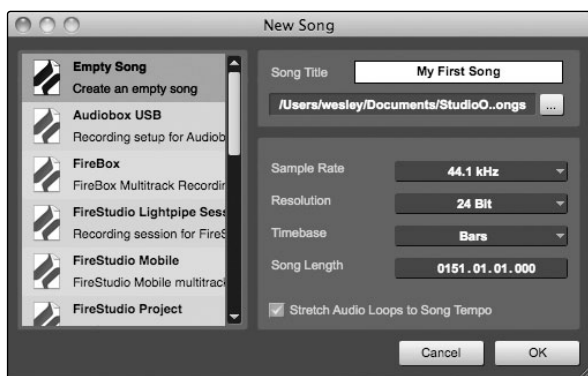 New Song
Empty Song
Create an empty song
Audiobox USB
Recording setup for Audiob
FireBox
FireBox Multitrack Recordir
FireStudio Lightpipe Sess
Recording session for FireS
FireStudio Mobile
FireStudio Mobile multitrac
FireStudio Project
Song Title
My First Song
/Users/wesley/Documents/StudioO..ongs
...
Sample Rate
44.1 kHz
Resolution
24 Bit
Timebase
Bars
Song Length
0151.01.01.000
Stretch Audio Loops to Song Tempo
Cancel
OK